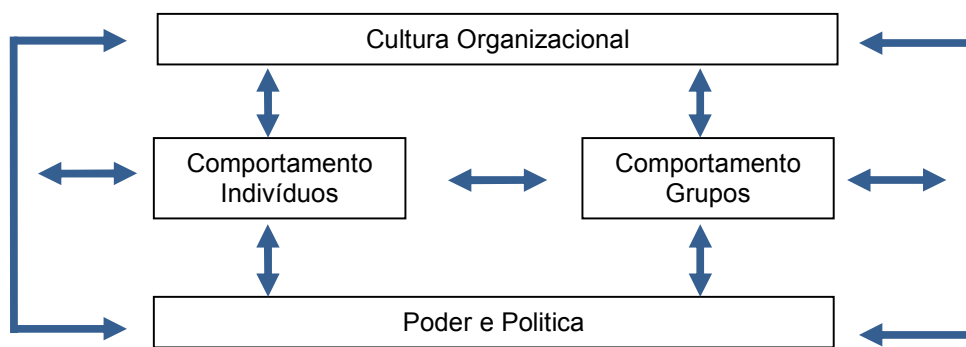 Cultura Organizacional
Comportamento
Indivíduos
Comportamento
Grupos
Poder e Politica